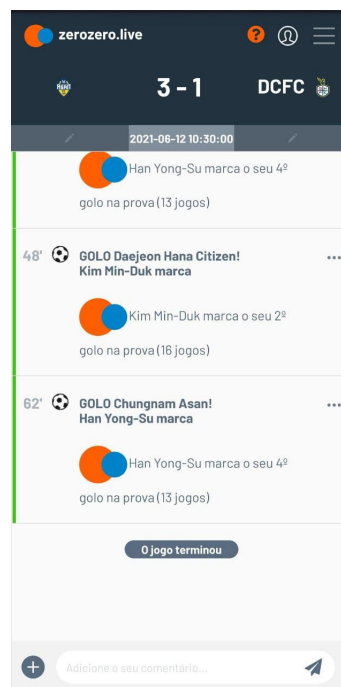 zerozero.live
?
ASAN
3 - 1
DCFC
2021-06-12 10:30:00
Han Yong-Su marca o seu 4º
golo na prova (13 jogos)
48'
GOLO Daejeon Hana Citizen!
Kim Min-Duk marca
Kim Min-Duk marca o seu 2º
golo na prova (16 jogos)
62'
GOLO Chungnam Asan!
Han Yong-Su marca
Han Yong-Su marca o seu 4º
golo na prova (13 jogos)
O jogo terminou
Adicione o seu comentário...